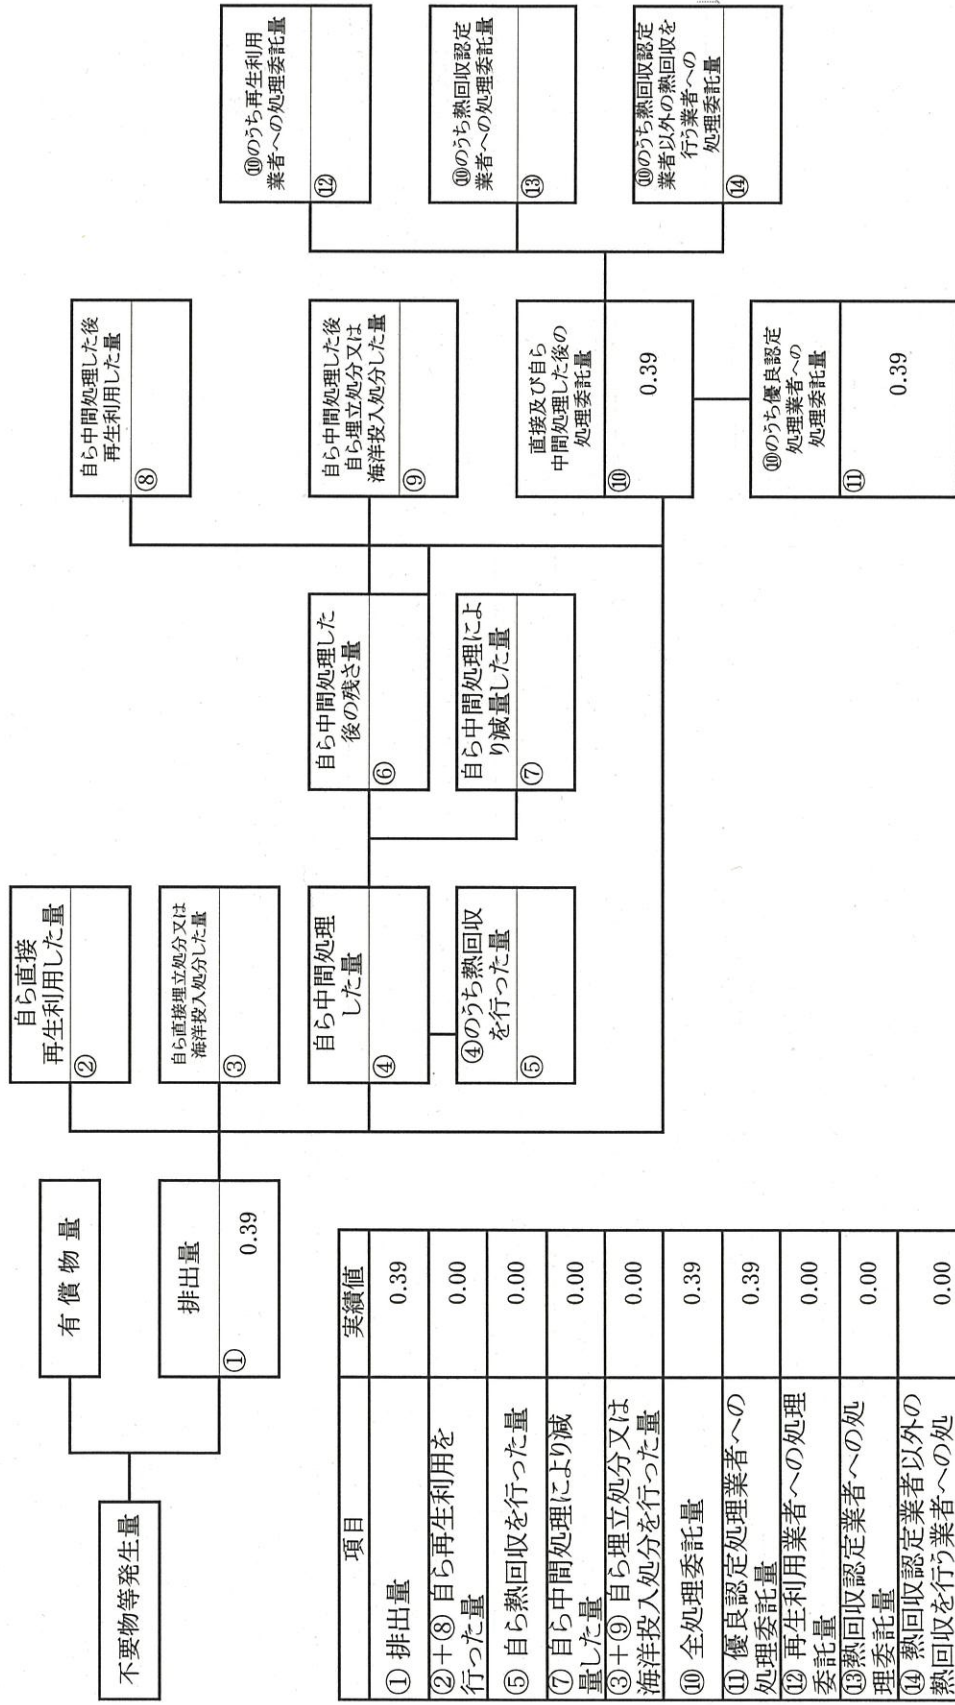 不要物等発生量
有償物量
排出量
①
0.39
自ら直接
再生利用した量
②
自ら直接埋立処分又は
海洋投入処分した量
③
自ら中間処理
した量
④
④のうち熱回収
を行った量
⑤
自ら中間処理した
後の残さ量
⑥
自ら中間処理によ
り減量した量
⑦
自ら中間処理した後
再生利用した量
⑧
自ら中間処理した後
自ら埋立処分又は
海洋投入処分した量
⑨
直接及び自ら
中間処理した後の
処理委託量
⑩
0.39
⑩のうち優良認定
処理業者への
処理委託量
⑪
0.39
⑩のうち再生利用
業者への処理委託量
⑫
⑩のうち熱回収認定
業者への処理委託量
⑬
⑩のうち熱回収認定
業者以外の熱回収を
行う業者への
処理委託量
⑭
項目 実績値
① 排出量 0.39
②+⑧ 自ら再生利用を
行った量 0.00
⑤ 自ら熱回収を行った量 0.00
⑦ 自ら中間処理により減
量した量 0.00
③+⑨ 自ら埋立処分又は
海洋投入処分を行った量 0.00
⑩ 全処理委託量 0.39
⑪ 優良認定処理業者への
処理委託量 0.39
⑫ 再生利用業者への処理
委託量 0.00
⑬熱回収認定業者への処
理委託量 0.00
⑭ 熱回収認定業者以外の
熱回収を行う業者への処 0.00